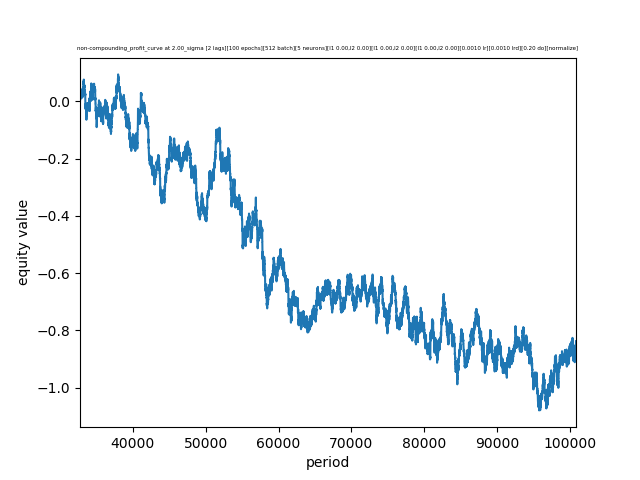 non-compounding_profit_curve at 2.00_sigma [2 lags][100 epochs][512 batch][5 neurons][l1 0.00,l2 0.00][l1 0.00,l2 0.00][l1 0.00,l2 0.00][0.0010 lr][0.0010 lrd][0.20 do][normalize]
0.0
−0.2
−0.4
−0.6
−0.8
−1.0
equity value
40000 50000 60000 70000 80000 90000 100000
period